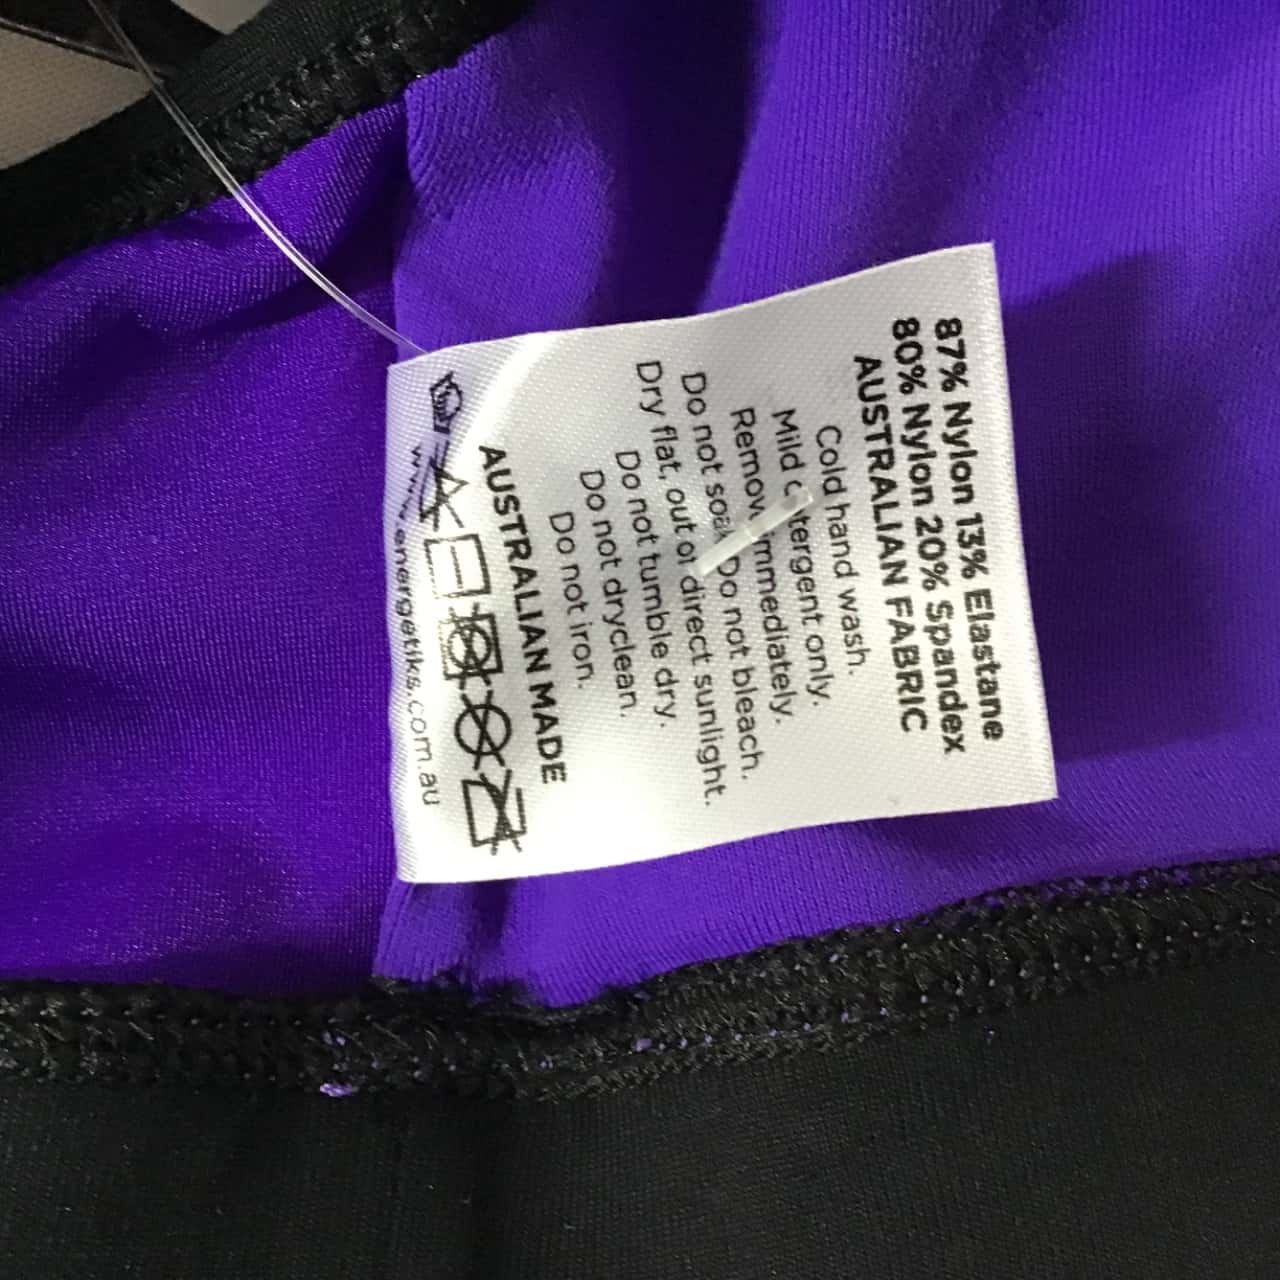 87% Nylon 13% Elastane
80% Nylon 20% Spandex
AUSTRALIAN FABRIC
Cold hand wash.
Mild detergent only.
Remove immediately.
Do not soak Do not bleach.
Dry flat, out of direct sunlight.
Do not tumble dry.
Do not dryclean.
Do not iron.
AUSTRALIAN MADE
www.energetiks.com.au